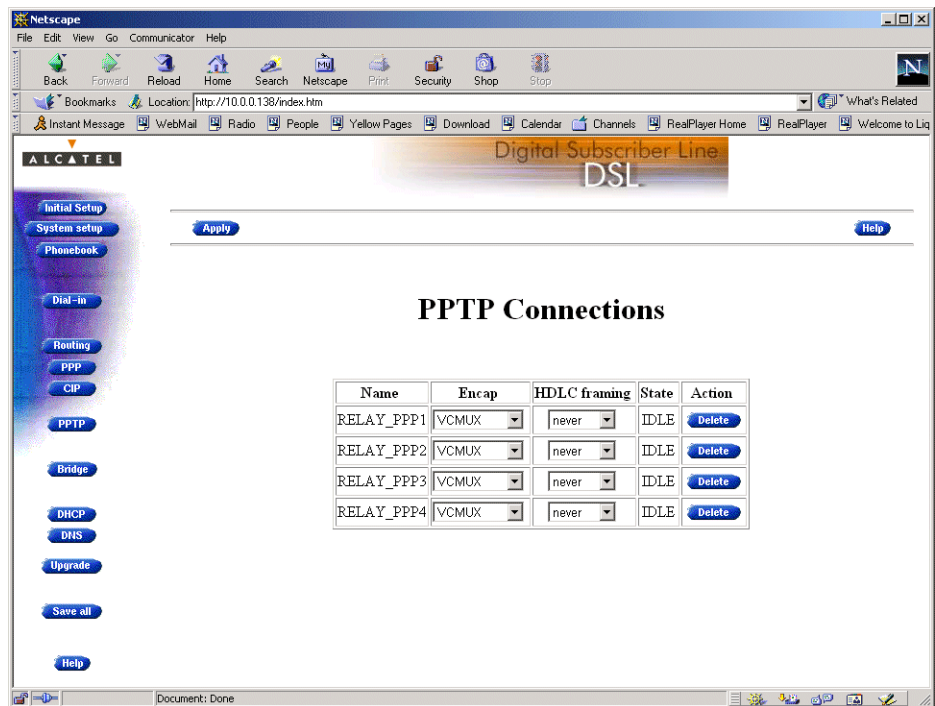 Netscape
File Edit View Go Communicator Help
Back Forward Reload Home Search Netscape Print Security Shop Stop
My
N
Bookmarks Location: http://10.0.0.138/index.htm What's Related
Instant Message WebMail Radio People Yellow Pages Download Calendar Channels RealPlayer Home RealPlayer Welcome to Liq
ALCATEL
Digital Subscriber Line
DSL
Initial Setup
System setup
Apply
Help
Phonebook
Dial-in
PPTP Connections
Routing
PPP
CIP
PPTP
Bridge
DHCP
DNS
Upgrade
Save all
Help
Name Encap HDLC framing State Action
RELAY_PPP1 VCMUX never IDLE Delete
RELAY_PPP2 VCMUX never IDLE Delete
RELAY_PPP3 VCMUX never IDLE Delete
RELAY_PPP4 VCMUX never IDLE Delete
Document: Done